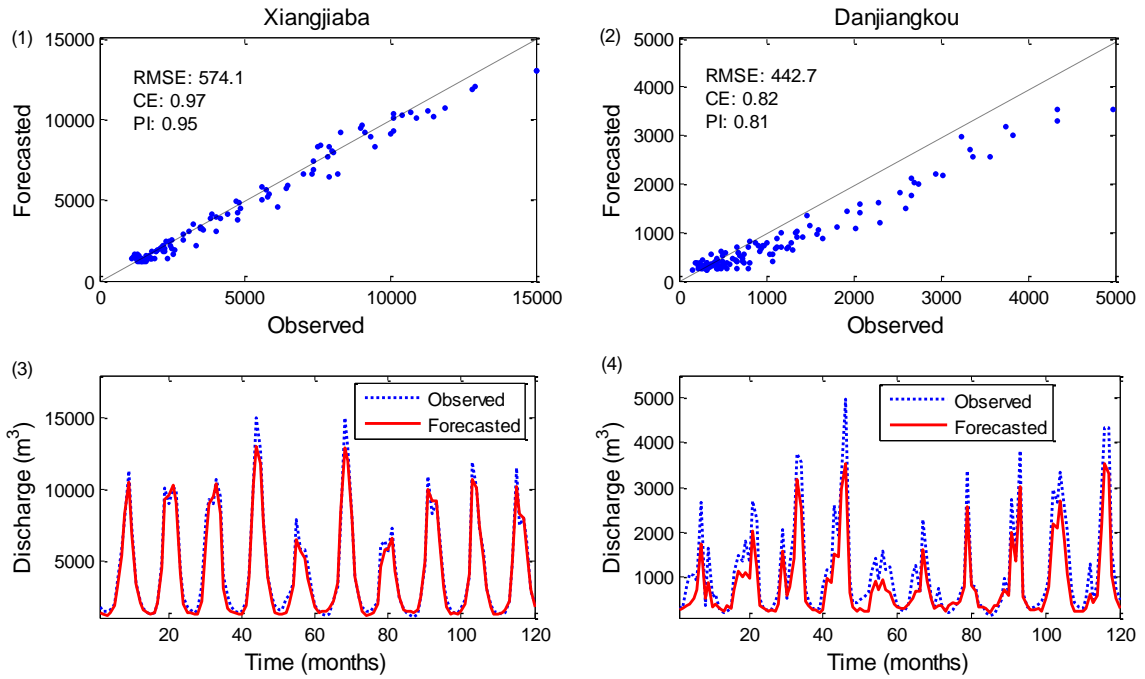 Xiangjiaba
(1)
15000
10000
5000
0
Forecasted
RMSE: 574.1
CE: 0.97
PI: 0.95
0 5000 10000 15000
Observed
Danjiangkou
(2)
5000
4000
3000
2000
1000
0
Forecasted
RMSE: 442.7
CE: 0.82
PI: 0.81
0 1000 2000 3000 4000 5000
Observed
(3)
15000
10000
5000
Discharge (m³)
Observed
Forecasted
20 40 60 80 100 120
Time (months)
(4)
5000
4000
3000
2000
1000
Discharge (m³)
Observed
Forecasted
20 40 60 80 100 120
Time (months)